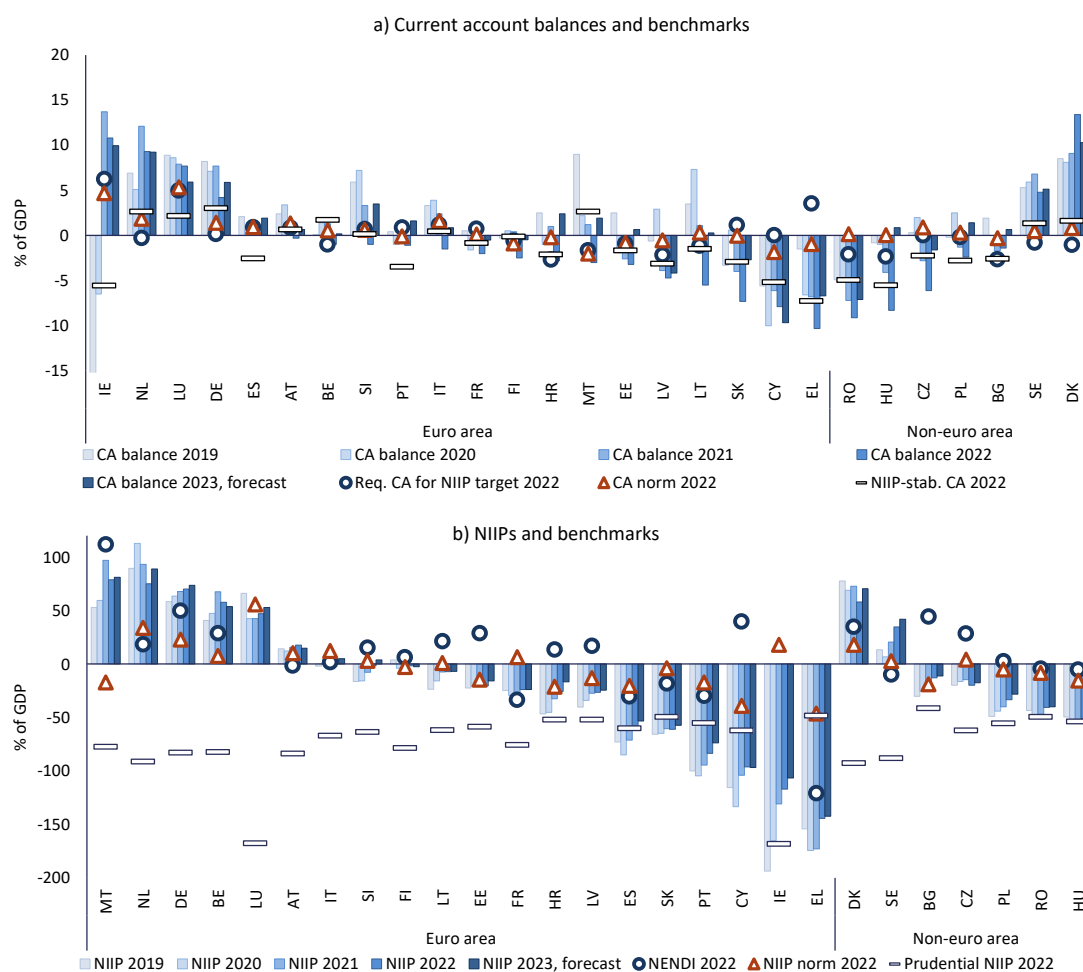 a) Current account balances and benchmarks
% of GDP
20
15
10
5
0
-5
-10
-15
IE NL LU DE ES AT BE SI PT IT FR FI HR MT EE LV LT SK CY EL RO HU CZ PL BG SE DK
Euro area Non-euro area
CA balance 2019 CA balance 2020 CA balance 2021 CA balance 2022
CA balance 2023, forecast Req. CA for NIIP target 2022 CA norm 2022 NIIP-stab. CA 2022
b) NIIPs and benchmarks
% of GDP
100
50
0
-50
-100
-150
-200
MT NL DE BE LU AT IT SI FI LT EE FR HR LV ES SK PT CY IE EL DK SE BG CZ PL RO HU
Euro area Non-euro area
NIIP 2019 NIIP 2020 NIIP 2021 NIIP 2022 NIIP 2023, forecast NENDI 2022 NIIP norm 2022 Prudential NIIP 2022